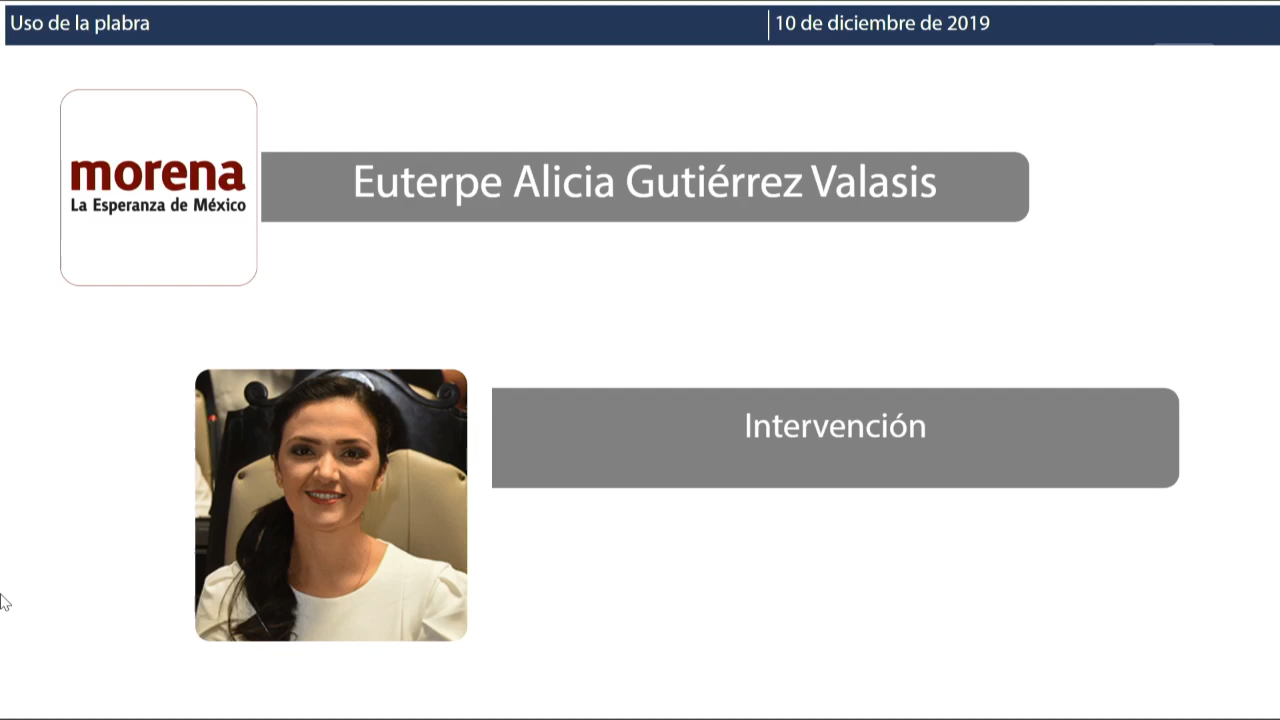 Uso de la plabra
10 de diciembre de 2019
morena
La Esperanza de México
Euterpe Alicia Gutiérrez Valasis
Intervención